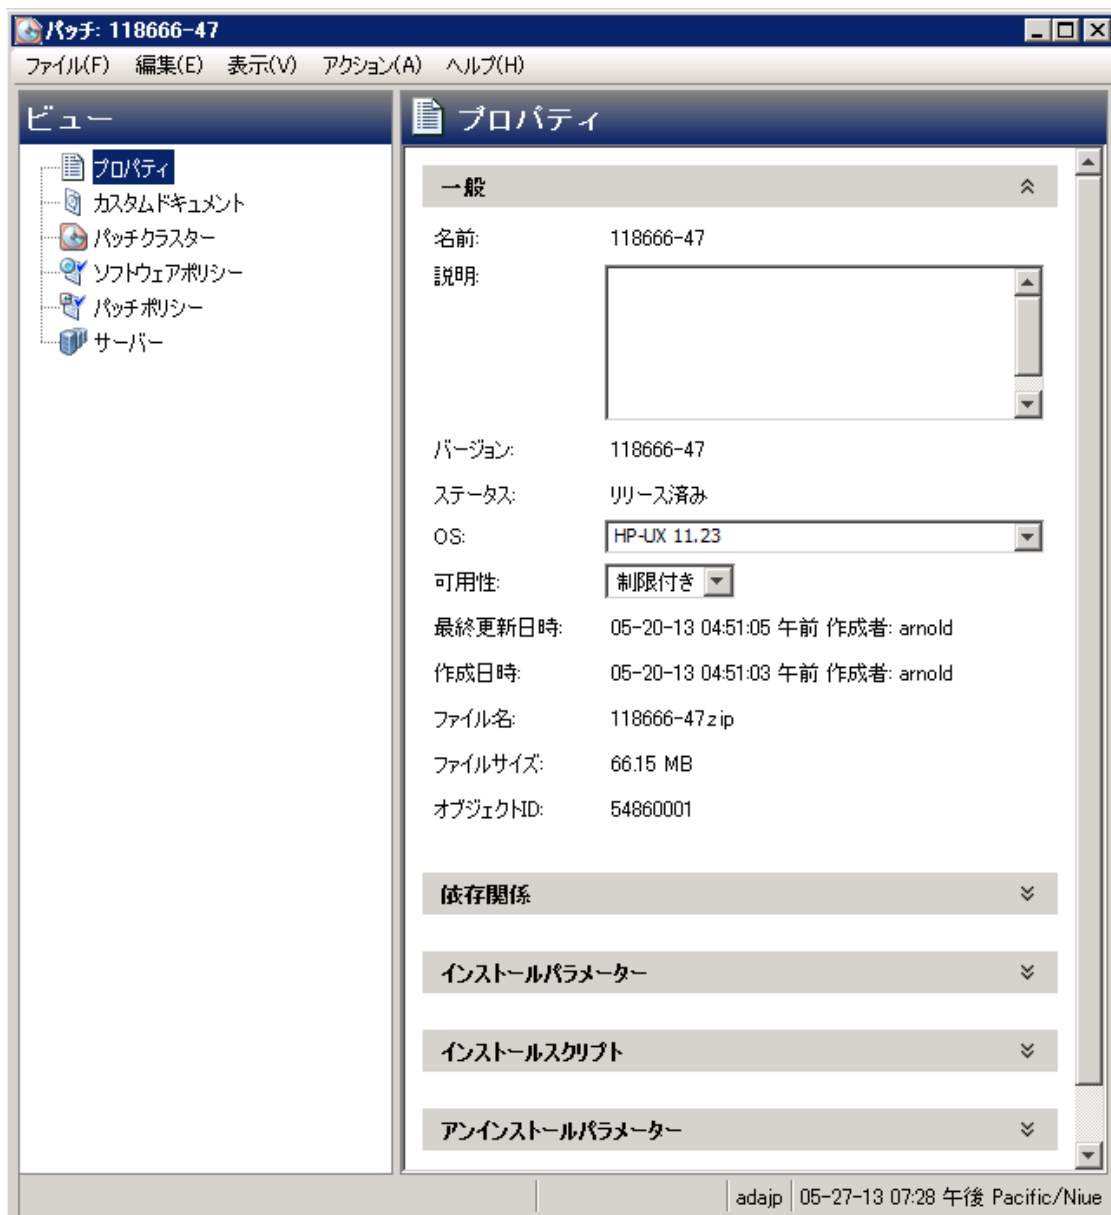 パッチ: 118666-47
ファイル(F) 編集(E) 表示(V) アクション(A) ヘルプ(H)
ビュー
プロパティ
カスタムドキュメント
パッチクラスター
ソフトウェアポリシー
パッチポリシー
サーバー
プロパティ
一般
名前: 118666-47
説明:
バージョン: 118666-47
ステータス: リリース済み
OS: HP-UX 11.23
可用性: 制限付き
最終更新日時: 05-20-13 04:51:05 午前 作成者: arnold
作成日時: 05-20-13 04:51:03 午前 作成者: arnold
ファイル名: 118666-47.zip
ファイルサイズ: 66.15 MB
オブジェクトID: 54860001
依存関係
インストールパラメーター
インストールスクリプト
アンインストールパラメーター
adajp 05-27-13 07:28 午後 Pacific/Niue